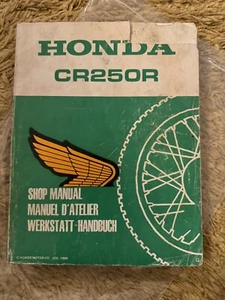 HONDA
CR250R
SHOP MANUAL
MANUEL D'ATELIER
WERKSTATT-HANDBUCH